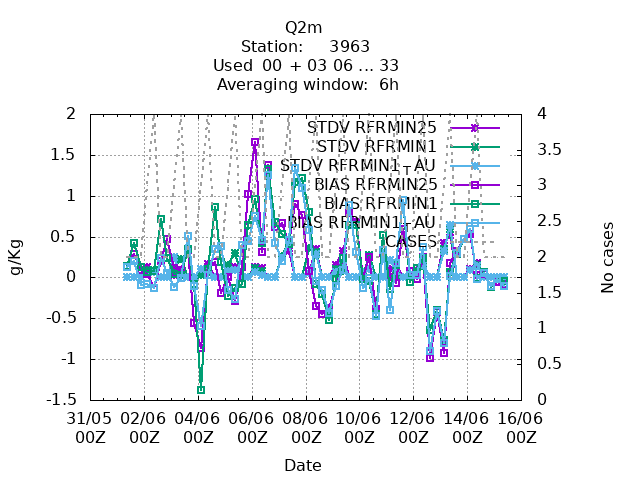 Q2m
Station: 3963
Used 00 + 03 06 ... 33
Averaging window: 6h
STDV RFRMIN25
STDV RFRMIN1
STDV RFRMIN1_AU
BIAS RFRMIN25
BIAS RFRMIN1
BIAS RFRMIN1_AU
CASES
g/Kg
2
1.5
1
0.5
0
-0.5
-1
-1.5
No cases
4
3.5
3
2.5
2
1.5
1
0.5
0
31/05 02/06 04/06 06/06 08/06 10/06 12/06 14/06 16/06
00Z 00Z 00Z 00Z 00Z 00Z 00Z 00Z 00Z
Date